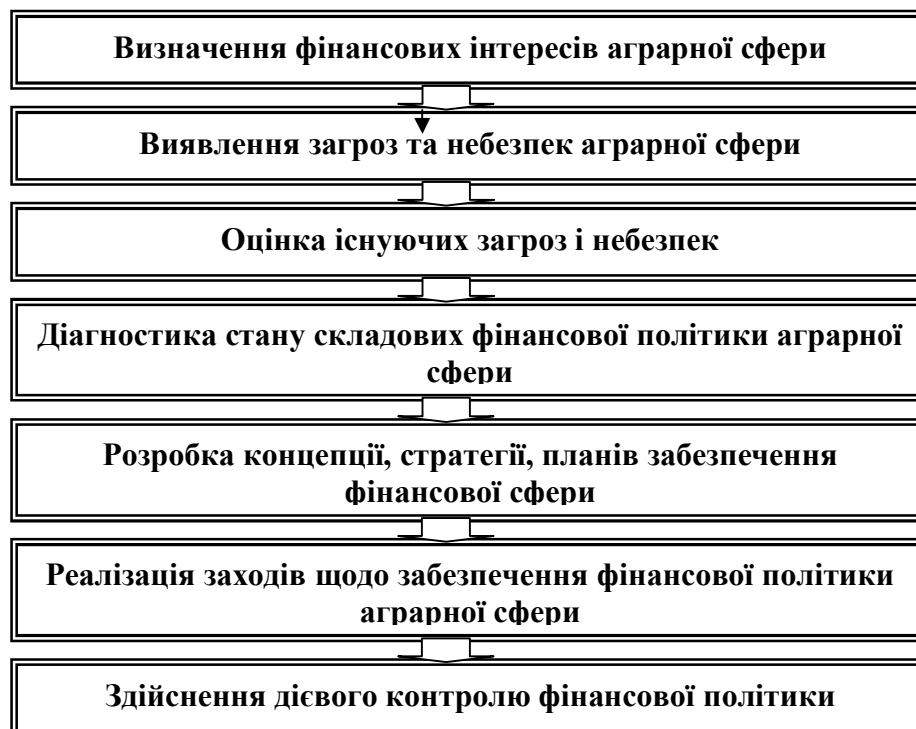 Визначення фінансових інтересів аграрної сфери
Виявлення загроз та небезпек аграрної сфери
Оцінка існуючих загроз і небезпек
Діагностика стану складових фінансової політики аграрної
сфери
Розробка концепції, стратегії, планів забезпечення
фінансової сфери
Реалізація заходів щодо забезпечення фінансової політики
аграрної сфери
Здійснення дієвого контролю фінансової політики